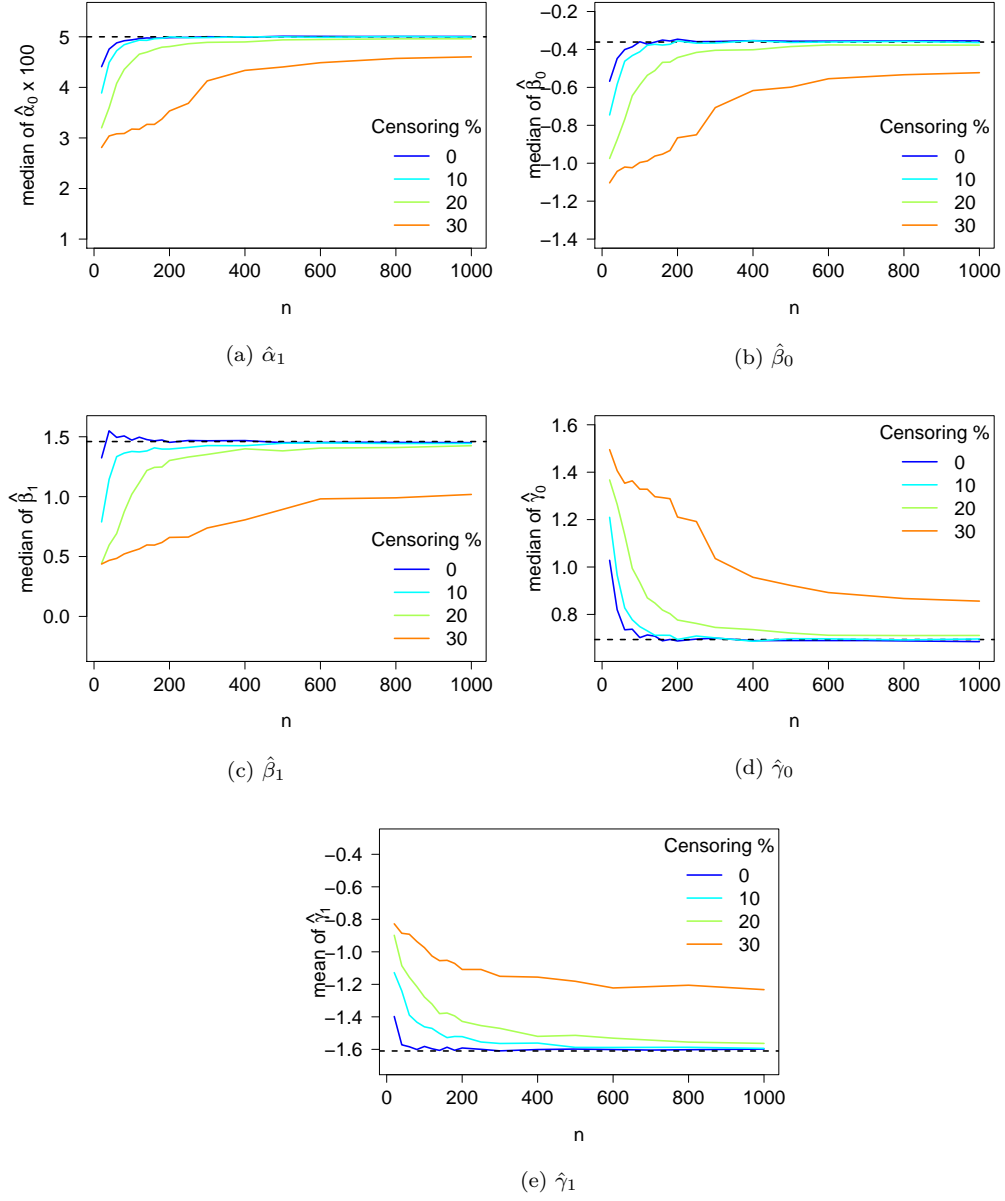 median of α̂₀ x 100
5
4
3
2
1
0 200 400 600 800 1000
n
Censoring %
0
10
20
30
(a) α̂₁
median of β̂₀
−0.2
−0.4
−0.6
−0.8
−1.0
−1.2
−1.4
0 200 400 600 800 1000
n
Censoring %
0
10
20
30
(b) β̂₀
median of β̂₁
1.5
1.0
0.5
0.0
0 200 400 600 800 1000
n
Censoring %
0
10
20
30
(c) β̂₁
median of γ̂₀
1.6
1.4
1.2
1.0
0.8
0 200 400 600 800 1000
n
Censoring %
0
10
20
30
(d) γ̂₀
mean of γ̂₁
−0.4
−0.6
−0.8
−1.0
−1.2
−1.4
−1.6
0 200 400 600 800 1000
n
Censoring %
0
10
20
30
(e) γ̂₁